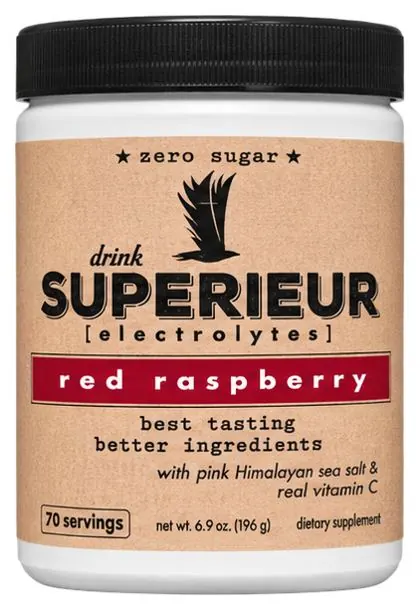 ★ zero sugar ★
drink
SUPERIEUR
[electrolytes]
red raspberry
best tasting
better ingredients
with pink Himalayan sea salt &
real vitamin C
70 servings net wt. 6.9 oz. (196 g) dietary supplement